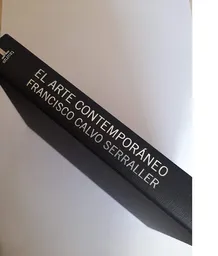 EL ARTE CONTEMPORÁNEO
FRANCISCO CALVO SERRALLER